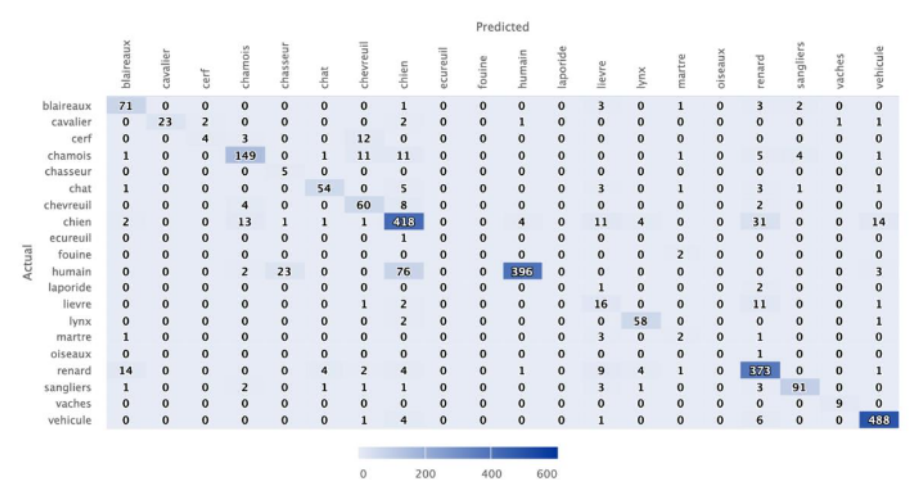 Predicted
blaireaux cavalier cerf chamois chasseur chat chevreuil chien ecureuil fouine humain laporide lievre lynx martre oiseaux renard sangliers vaches vehicule
Actual
blaireaux 71 0 0 0 0 0 0 1 0 0 0 0 3 0 1 0 3 2 0 0
cavalier 0 23 2 0 0 0 0 2 0 0 1 0 0 0 0 0 0 0 1 1
cerf 0 0 4 3 0 0 12 0 0 0 0 0 0 0 0 0 0 0 0 0
chamois 1 0 0 149 0 1 11 11 0 0 0 0 0 0 1 0 5 4 0 1
chasseur 0 0 0 0 5 0 0 0 0 0 0 0 0 0 0 0 0 0 0 0
chat 1 0 0 0 0 54 0 5 0 0 0 0 3 0 1 0 3 1 0 1
chevreuil 0 0 0 4 0 0 60 8 0 0 0 0 0 0 0 0 2 0 0 0
chien 2 0 0 13 1 1 1 418 0 0 4 0 11 4 0 0 31 0 0 14
ecureuil 0 0 0 0 0 0 0 1 0 0 0 0 0 0 0 0 0 0 0 0
fouine 0 0 0 0 0 0 0 0 0 0 0 0 0 0 2 0 0 0 0 0
humain 0 0 0 2 23 0 0 76 0 0 396 0 0 0 0 0 0 0 0 3
laporide 0 0 0 0 0 0 0 0 0 0 0 0 1 0 0 0 2 0 0 0
lievre 0 0 0 0 0 0 1 2 0 0 0 0 16 0 0 0 11 0 0 1
lynx 0 0 0 0 0 0 0 2 0 0 0 0 0 58 0 0 0 0 0 1
martre 1 0 0 0 0 0 0 0 0 0 0 0 3 0 2 0 1 0 0 0
oiseaux 0 0 0 0 0 0 0 0 0 0 0 0 0 0 0 0 1 0 0 0
renard 14 0 0 0 0 4 2 4 0 0 1 0 9 4 1 0 373 0 0 1
sangliers 1 0 0 2 0 1 1 1 0 0 0 0 3 1 0 0 3 91 0 0
vaches 0 0 0 0 0 0 0 0 0 0 0 0 0 0 0 0 0 0 9 0
vehicule 0 0 0 0 0 0 1 4 0 0 0 0 1 0 0 0 6 0 0 488
0 200 400 600